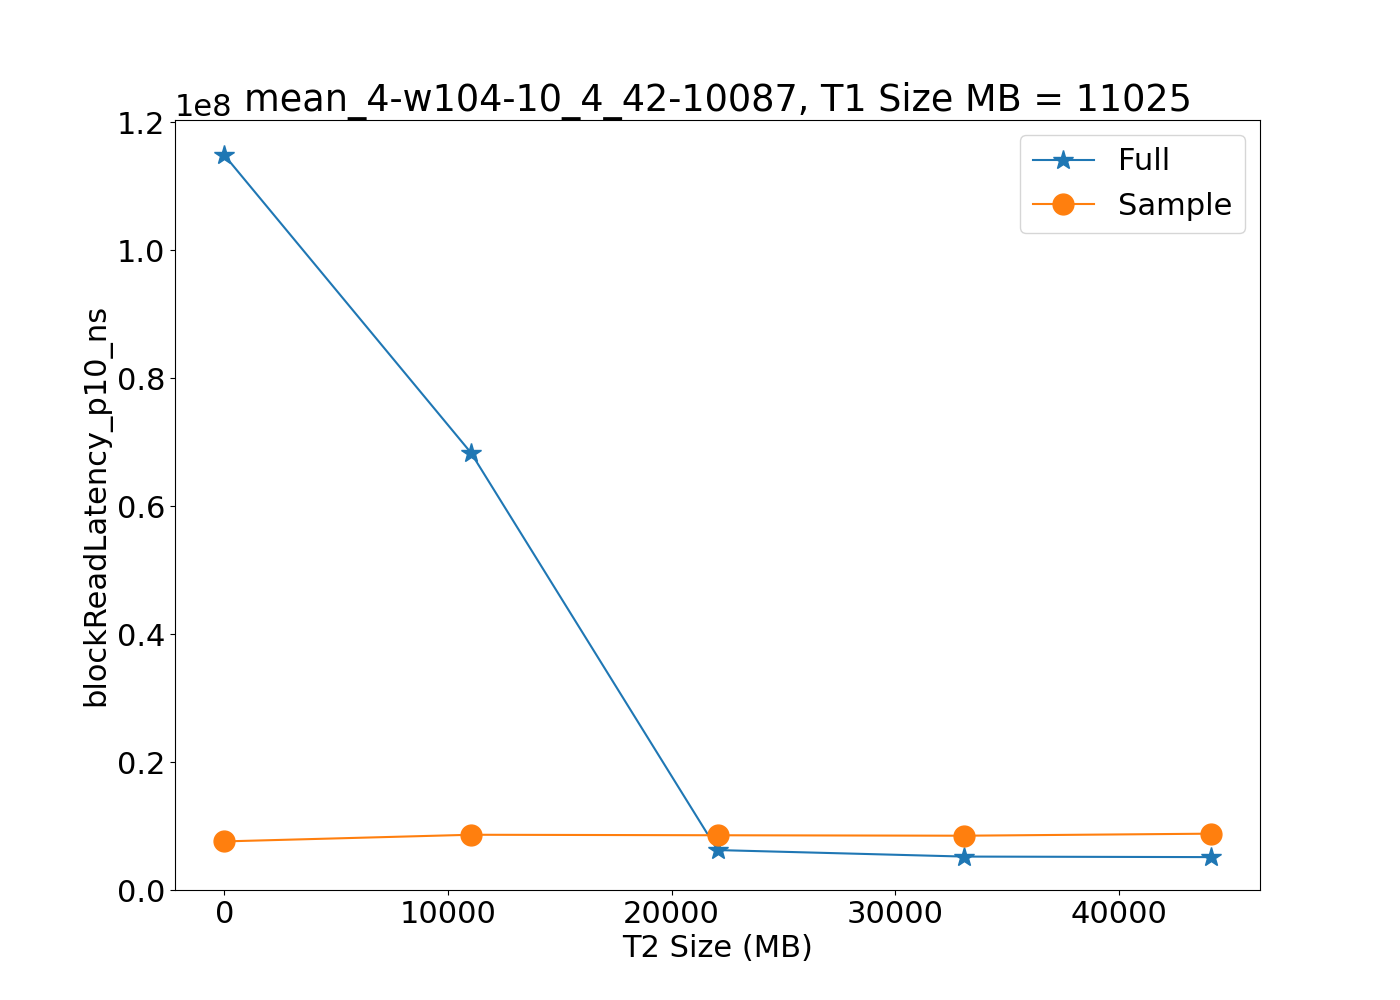 1e8
mean_4-w104-10_4_42-10087, T1 Size MB = 11025
1.2
1.0
0.8
0.6
0.4
0.2
0.0
blockReadLatency_p10_ns
Full
Sample
0 10000 20000 30000 40000
T2 Size (MB)